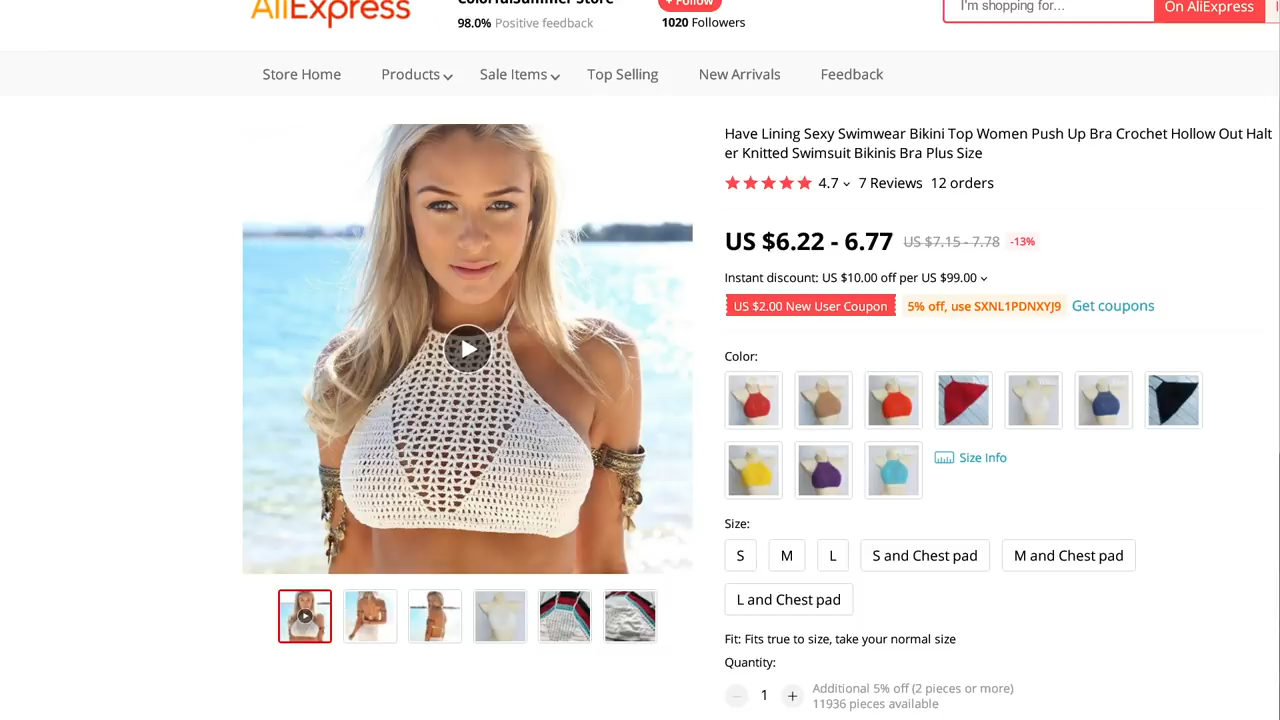 AliExpress
ColorfulSummer Store
+ Follow
98.0% Positive feedback
1020 Followers
I'm shopping for...
On AliExpress
Store Home
Products
Sale Items
Top Selling
New Arrivals
Feedback
Have Lining Sexy Swimwear Bikini Top Women Push Up Bra Crochet Hollow Out Halt
er Knitted Swimsuit Bikinis Bra Plus Size
4.7 7 Reviews 12 orders
US $6.22 - 6.77 US $7.15 - 7.78 -13%
Instant discount: US $10.00 off per US $99.00
US $2.00 New User Coupon 5% off, use SXNL1PDNXYJ9 Get coupons
Color:
Size Info
Size:
S M L S and Chest pad M and Chest pad
L and Chest pad
Fit: Fits true to size, take your normal size
Quantity:
− 1 + Additional 5% off (2 pieces or more)
11936 pieces available